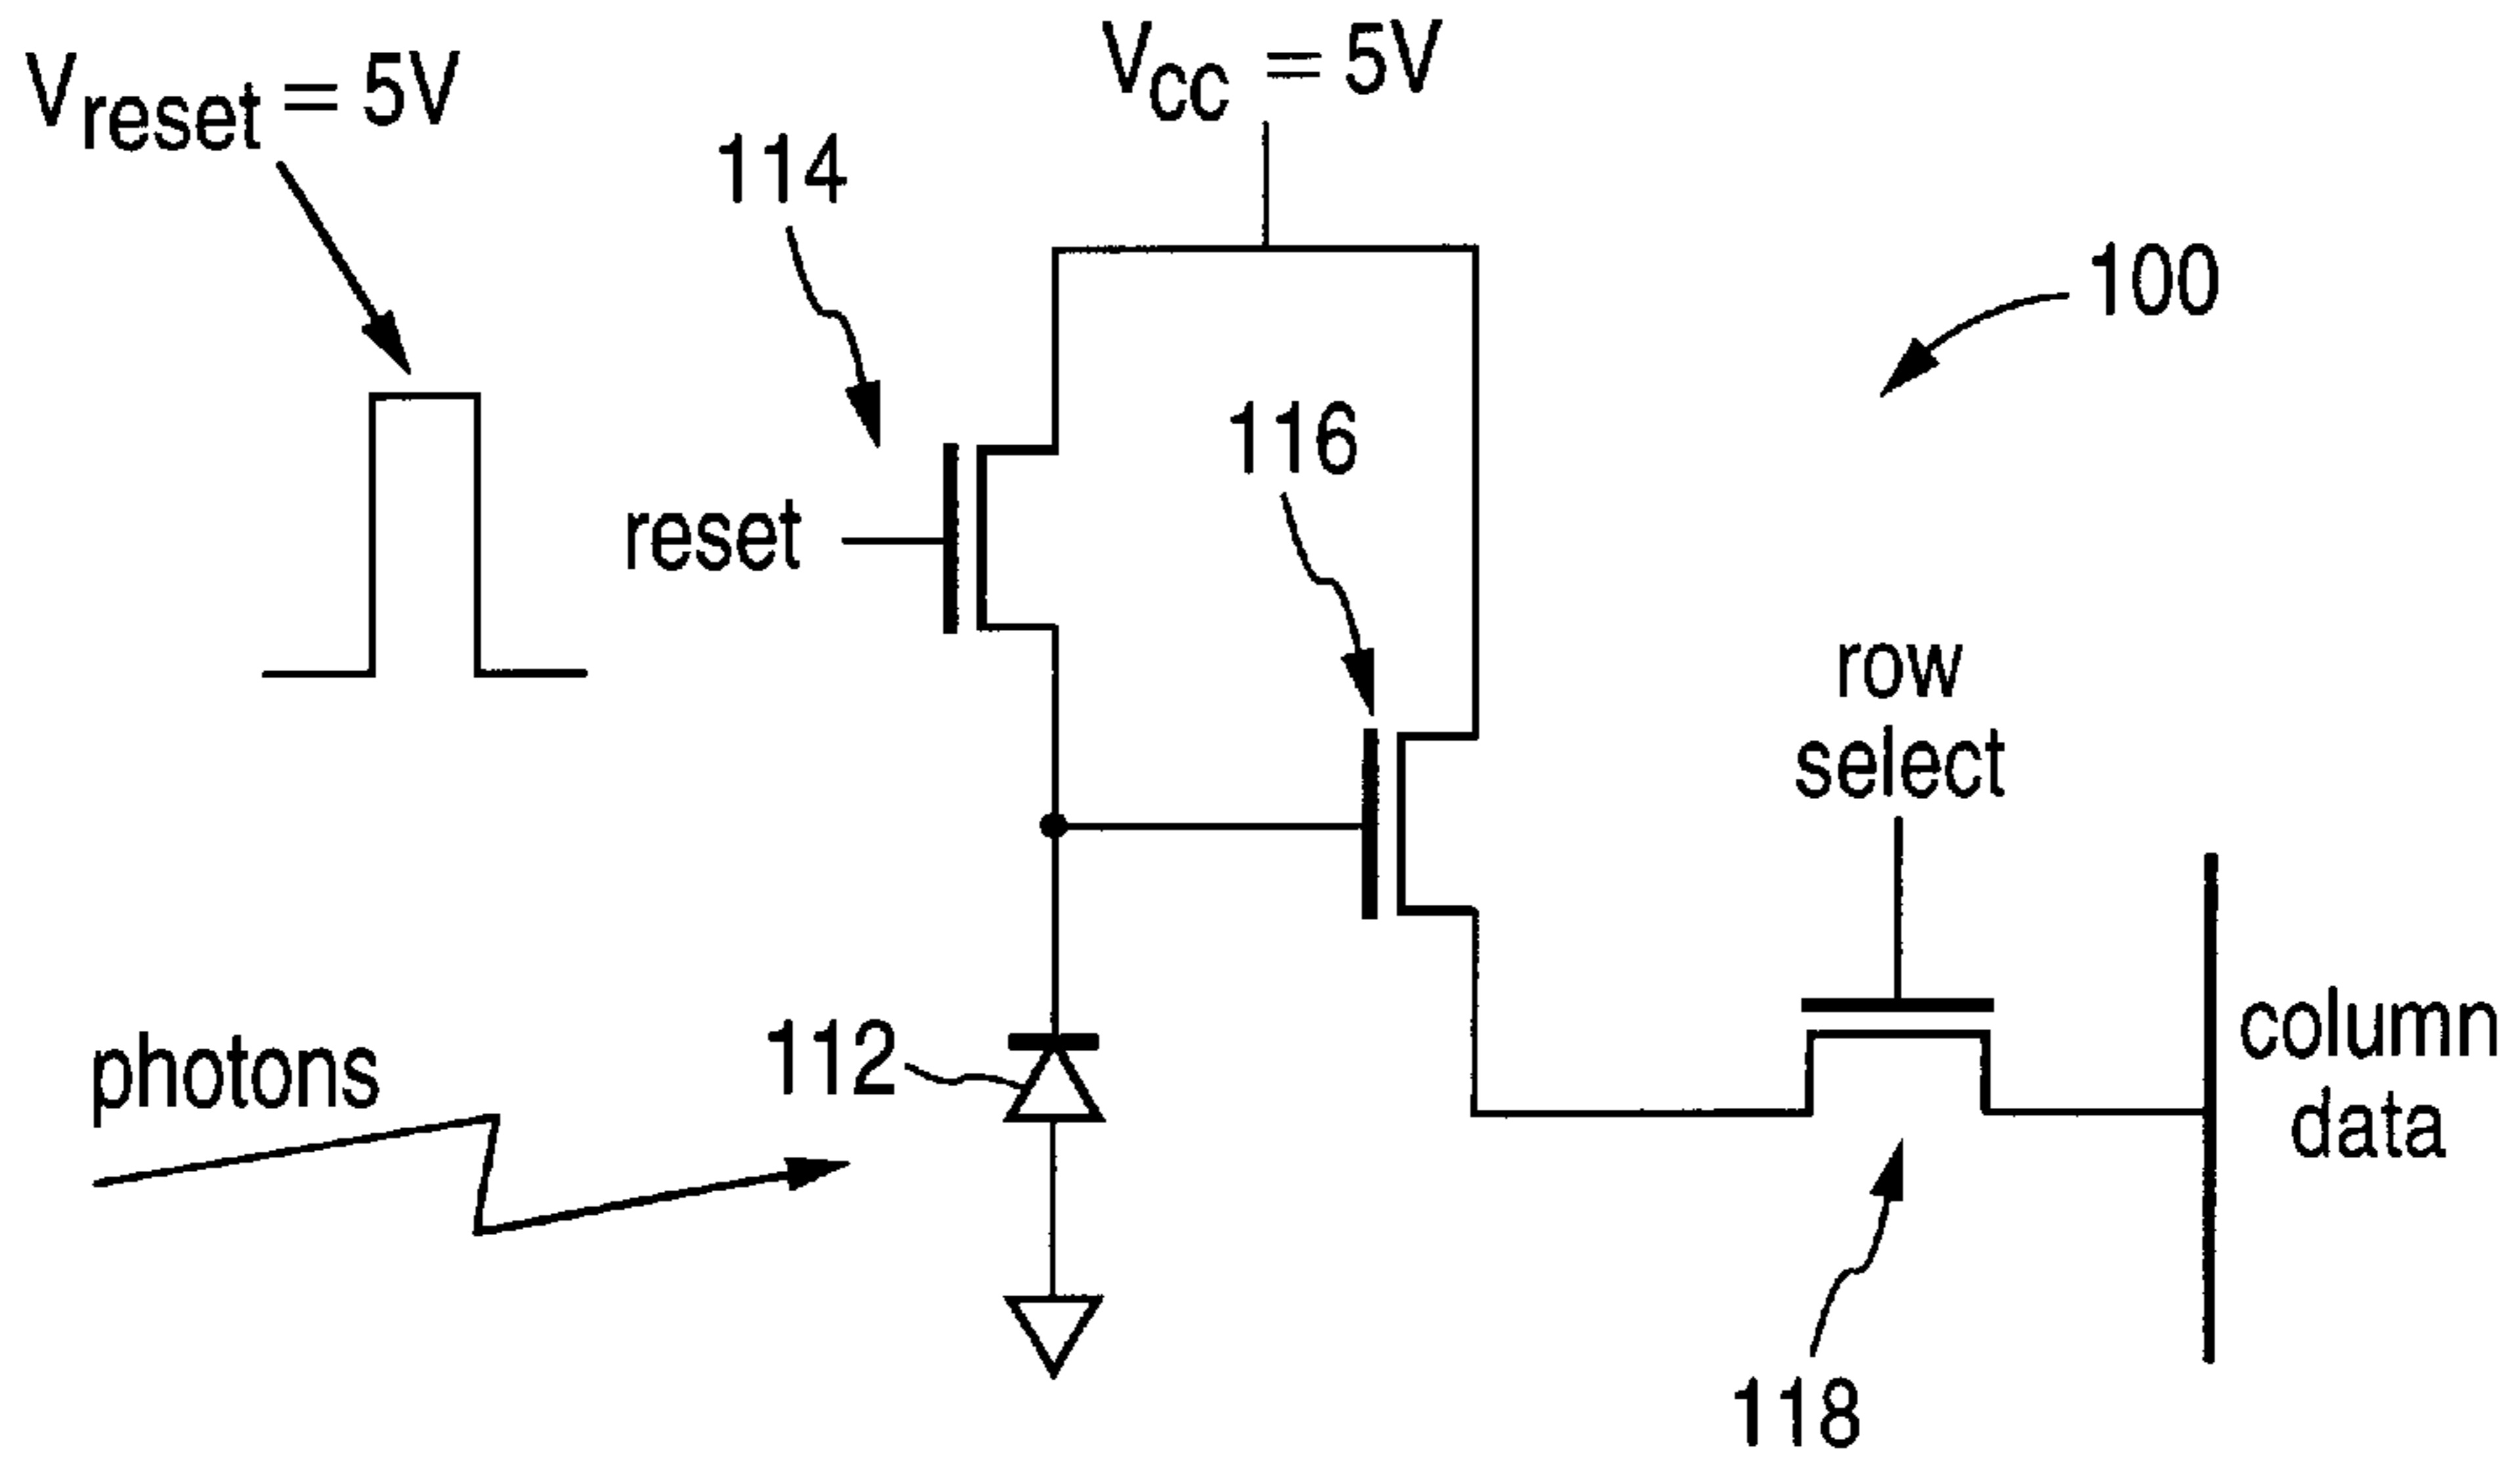 Vreset = 5V
Vcc = 5V
114
100
116
reset
row
select
photons
112
column
data
118